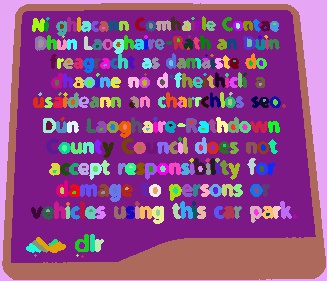 Ní ghlacann Comhairle Contae
Dhún Laoghaire-Rath an Dúin
freagracht as damáiste do
dhaoine nó d'fheithiclí a
úsáideann an charrchlós seo.
Dún Laoghaire-Rathdown
County Council does not
accept responsibility for
damage to persons or
vehicles using this car park.
dlr